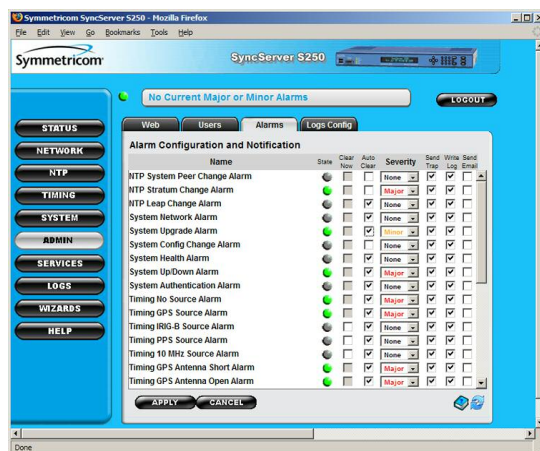 Symmetricom SyncServer S250 - Mozilla Firefox
File Edit View Go Bookmarks Tools Help
Symmetricom
SyncServer S250
No Current Major or Minor Alarms
LOGOUT
STATUS
NETWORK
NTP
TIMING
SYSTEM
ADMIN
SERVICES
LOGS
WIZARDS
HELP
Web Users Alarms Logs Config
Alarm Configuration and Notification
Name State Clear Now Auto Clear Severity Send Trap Write Log Send Email
NTP System Peer Change Alarm None
NTP Stratum Change Alarm Major
NTP Leap Change Alarm None
System Network Alarm None
System Upgrade Alarm Minor
System Config Change Alarm None
System Health Alarm None
System Up/Down Alarm Major
System Authentication Alarm None
Timing No Source Alarm Major
Timing GPS Source Alarm Major
Timing IRIG-B Source Alarm None
Timing PPS Source Alarm None
Timing 10 MHz Source Alarm None
Timing GPS Antenna Short Alarm Major
Timing GPS Antenna Open Alarm Major
APPLY CANCEL
Done